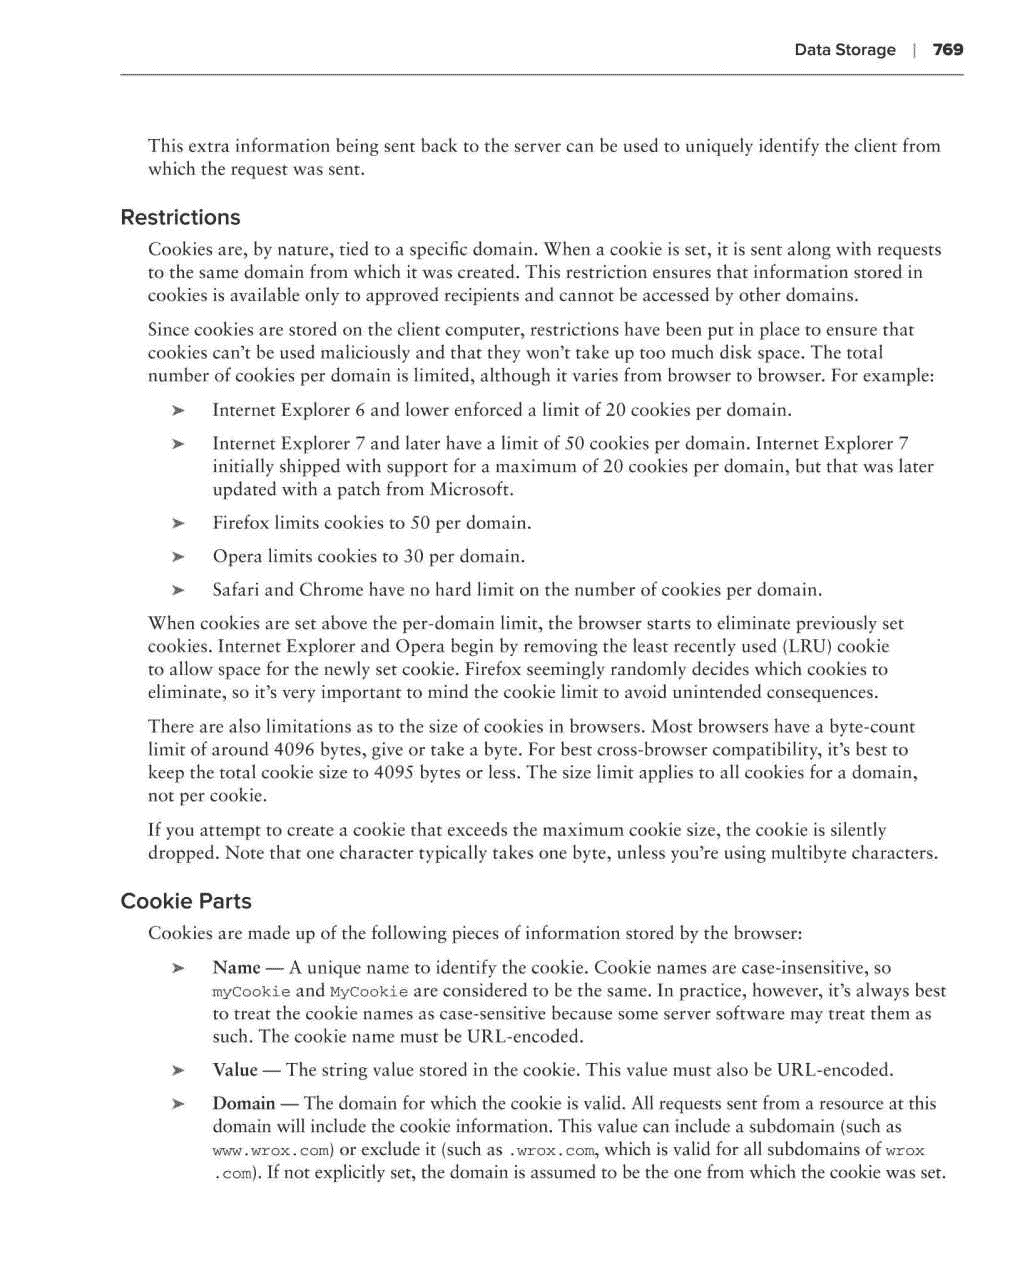 Data Storage | 769
This extra information being sent back to the server can be used to uniquely identify the client from
which the request was sent.
Restrictions
Cookies are, by nature, tied to a specific domain. When a cookie is set, it is sent along with requests
to the same domain from which it was created. This restriction ensures that information stored in
cookies is available only to approved recipients and cannot be accessed by other domains.
Since cookies are stored on the client computer, restrictions have been put in place to ensure that
cookies can't be used maliciously and that they won't take up too much disk space. The total
number of cookies per domain is limited, although it varies from browser to browser. For example:
➤ Internet Explorer 6 and lower enforced a limit of 20 cookies per domain.
➤ Internet Explorer 7 and later have a limit of 50 cookies per domain. Internet Explorer 7
initially shipped with support for a maximum of 20 cookies per domain, but that was later
updated with a patch from Microsoft.
➤ Firefox limits cookies to 50 per domain.
➤ Opera limits cookies to 30 per domain.
➤ Safari and Chrome have no hard limit on the number of cookies per domain.
When cookies are set above the per-domain limit, the browser starts to eliminate previously set
cookies. Internet Explorer and Opera begin by removing the least recently used (LRU) cookie
to allow space for the newly set cookie. Firefox seemingly randomly decides which cookies to
eliminate, so it's very important to mind the cookie limit to avoid unintended consequences.
There are also limitations as to the size of cookies in browsers. Most browsers have a byte-count
limit of around 4096 bytes, give or take a byte. For best cross-browser compatibility, it's best to
keep the total cookie size to 4095 bytes or less. The size limit applies to all cookies for a domain,
not per cookie.
If you attempt to create a cookie that exceeds the maximum cookie size, the cookie is silently
dropped. Note that one character typically takes one byte, unless you're using multibyte characters.
Cookie Parts
Cookies are made up of the following pieces of information stored by the browser:
➤ Name — A unique name to identify the cookie. Cookie names are case-insensitive, so
myCookie and MyCookie are considered to be the same. In practice, however, it's always best
to treat the cookie names as case-sensitive because some server software may treat them as
such. The cookie name must be URL-encoded.
➤ Value — The string value stored in the cookie. This value must also be URL-encoded.
➤ Domain — The domain for which the cookie is valid. All requests sent from a resource at this
domain will include the cookie information. This value can include a subdomain (such as
www.wrox.com) or exclude it (such as .wrox.com, which is valid for all subdomains of wrox
.com). If not explicitly set, the domain is assumed to be the one from which the cookie was set.